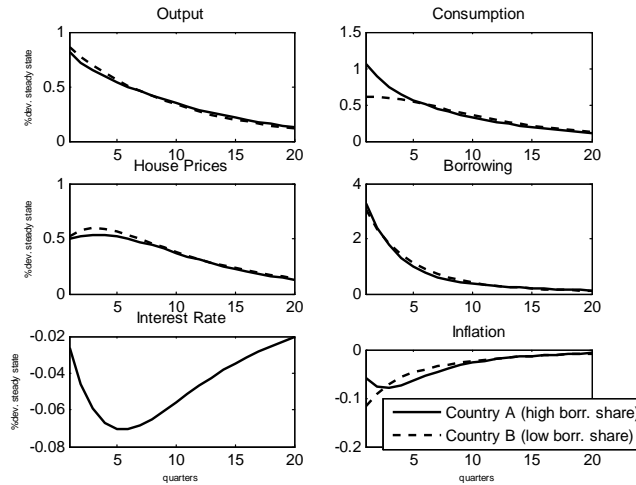 Output Consumption
%dev. steady state
1
0.5
0
5 10 15 20
1.5
1
0.5
0
5 10 15 20
House Prices Borrowing
%dev. steady state
1
0.5
0
5 10 15 20
4
2
0
5 10 15 20
Interest Rate Inflation
%dev. steady state
-0.02
-0.04
-0.06
-0.08
5 10 15 20
quarters
0
-0.1
-0.2
5 10 15 20
quarters
Country A (high borr. share)
Country B (low borr. share)